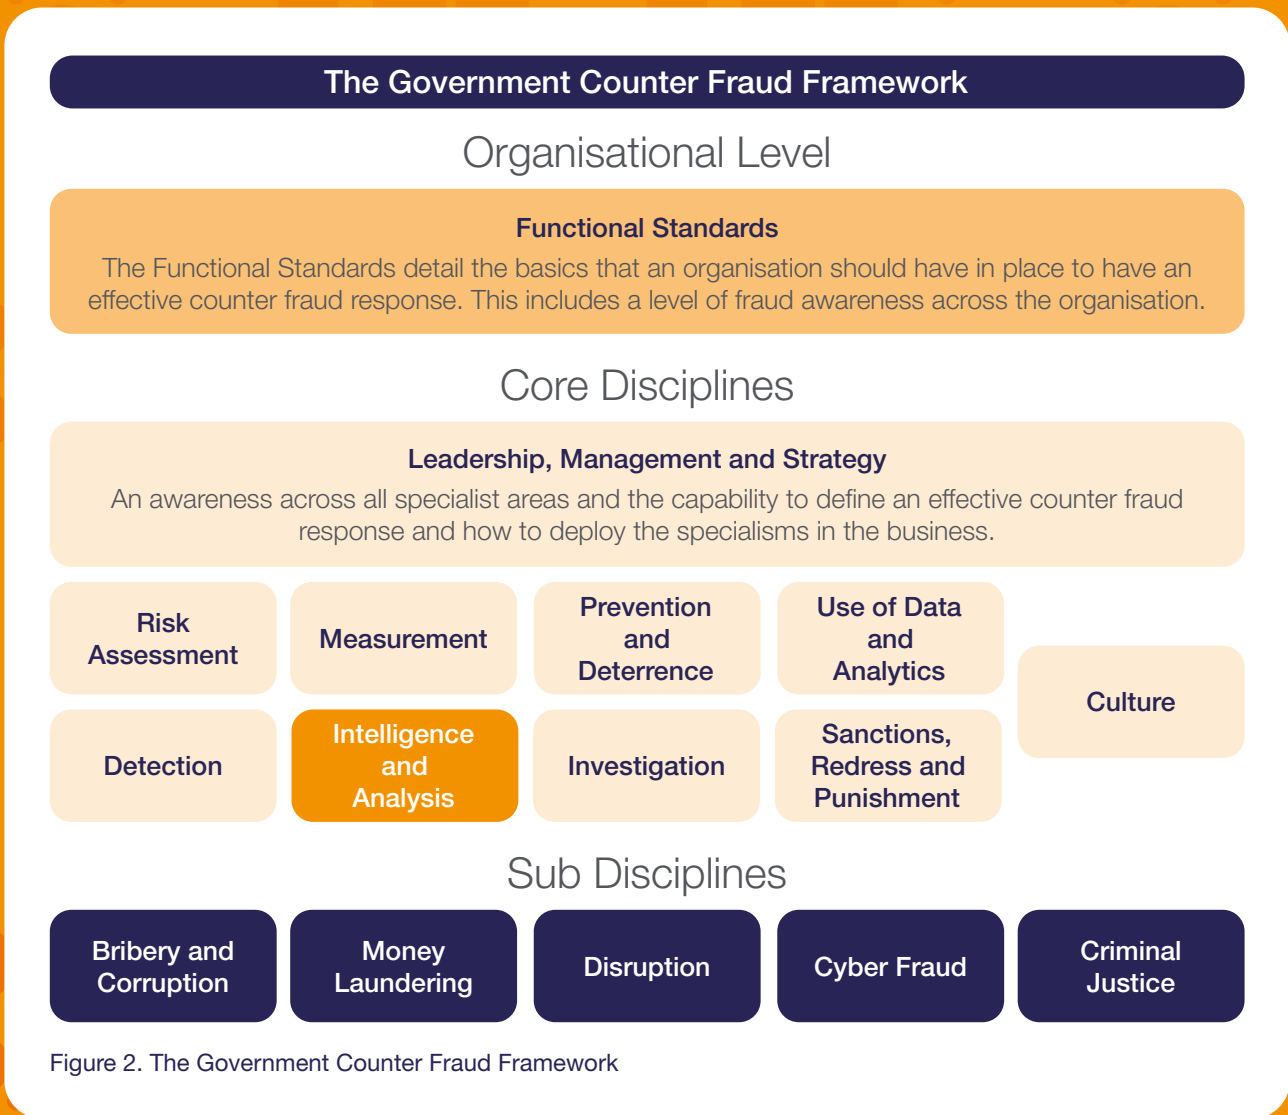 The Government Counter Fraud Framework
Organisational Level
Functional Standards
The Functional Standards detail the basics that an organisation should have in place to have an
effective counter fraud response. This includes a level of fraud awareness across the organisation.
Core Disciplines
Leadership, Management and Strategy
An awareness across all specialist areas and the capability to define an effective counter fraud
response and how to deploy the specialisms in the business.
Risk
Assessment
Measurement
Prevention
and
Deterrence
Use of Data
and
Analytics
Culture
Detection
Intelligence
and
Analysis
Investigation
Sanctions,
Redress and
Punishment
Sub Disciplines
Bribery and
Corruption
Money
Laundering
Disruption
Cyber Fraud
Criminal
Justice
Figure 2. The Government Counter Fraud Framework